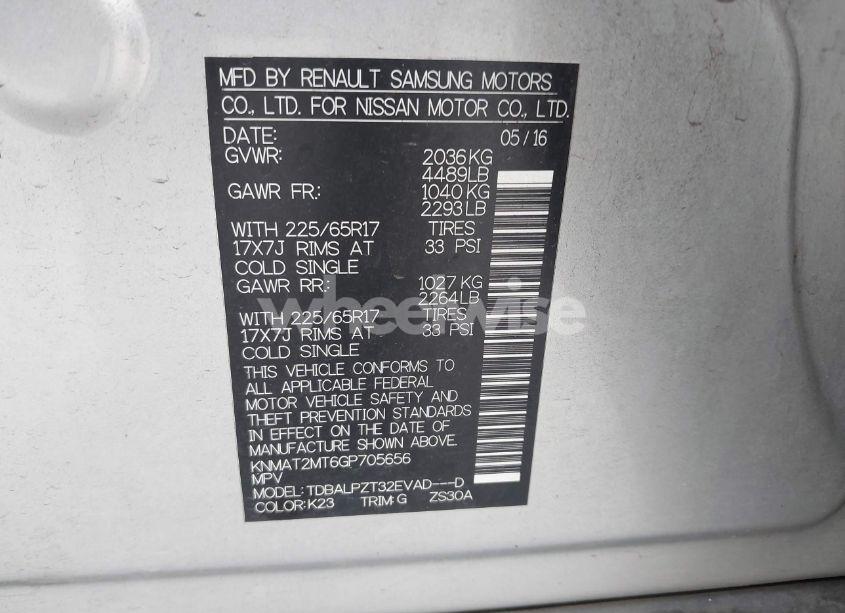 MFD BY RENAULT SAMSUNG MOTORS
CO., LTD. FOR NISSAN MOTOR CO., LTD.
DATE: 05/16
GVWR: 2036KG
4489LB
GAWR FR.: 1040KG
2293LB
WITH 225/65R17 TIRES
17X7J RIMS AT 33 PSI
COLD SINGLE
GAWR RR.: 1027KG
2264LB
WITH 225/65R17 TIRES
17X7J RIMS AT 33 PSI
COLD SINGLE
wheelwise
THIS VEHICLE CONFORMS TO
ALL APPLICABLE FEDERAL
MOTOR VEHICLE SAFETY AND
THEFT PREVENTION STANDARDS
IN EFFECT ON THE DATE OF
MANUFACTURE SHOWN ABOVE.
KNMAT2MT6GP705656
MPV
MODEL: TDBALPZT32EVAD---D
COLOR: K23 TRIM: G ZS30A